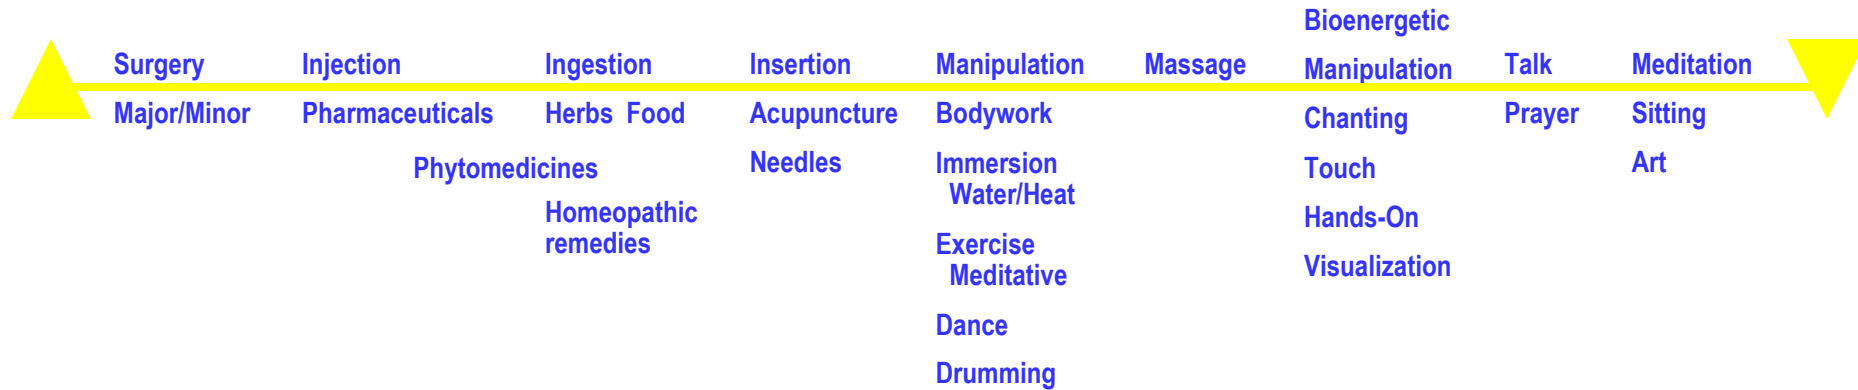 Bioenergetic
Surgery Injection Ingestion Insertion Manipulation Massage Manipulation Talk Meditation
Major/Minor Pharmaceuticals Herbs Food Acupuncture Bodywork Chanting Prayer Sitting
Phytomedicines Needles Immersion Touch Art
Water/Heat
Homeopathic Hands-On
remedies Exercise
Meditative Visualization
Dance
Drumming